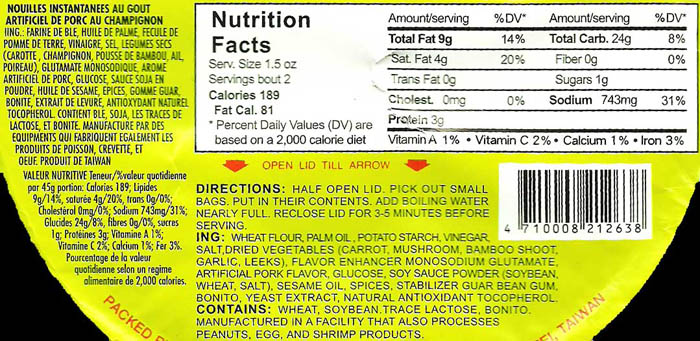 NOUILLES INSTANTANEES AU GOUT
ARTIFICIEL DE PORC AU CHAMPIGNON
IING.: FARINE DE BLE, HUILE DE PALME, FECULE DE
POMME DE TERRE, VINAIGRE, SEL, LEGUMES SECS
(CAROTTE , CHAMPIGNON, POUSSE DE BAMBOU, AIL,
POIREAU), GLUTAMATE MONOSODIQUE, AROME
ARTIFICIEL DE PORC, GLUCOSE, SAUCE SOJA EN
POUDRE, HUILE DE SESAME, EPICES, GOMME GUAR,
BONITE, EXTRAIT DE LEVURE, ANTIOXYDANT NATUREL
TOCOPHEROL. CONTIENT BLE, SOJA, LES TRACES DE
LACTOSE, ET BONITE. MANUFACTURE PAR DES
EQUIPMENTS QUI FABRIQUENT EGALEMENT LES
PRODUITS DE POISSON, CREVETTE, ET
OEUF. PRODUIT DE TAIWAN
VALEUR NUTRITIVE Teneur/%valeur quotidienne
par 45g portion: Calories 189; Lipides
9g/14%, saturée 4g/20%, trans 0g/0%;
Cholestérol 0mg/0%; Sodium 743mg/31%;
Glucides 24g/8%, fibres 0g/0%, sucres
1g; Protéines 3g; Vitamine A 1%;
Vitamine C 2%; Calcium 1%; Fer 3%.
Pourcentage de la valeur
quotidienne selon un regime
alimentaire de 2,000 calories.
PACKED
Nutrition
Facts
Serv. Size 1.5 oz
Servings bout 2
Calories 189
Fat Cal. 81
* Percent Daily Values (DV) are
based on a 2,000 calorie diet
Amount/serving %DV* Amount/serving %DV*
Total Fat 9g 14% Total Carb. 24g 8%
Sat. Fat 4g 20% Fiber 0g 0%
Trans Fat 0g Sugars 1g
Cholest. 0mg 0% Sodium 743mg 31%
Protein 3g
Vitamin A 1% • Vitamin C 2% • Calcium 1% • Iron 3%
OPEN LID TILL ARROW
DIRECTIONS: HALF OPEN LID. PICK OUT SMALL
BAGS. PUT IN THEIR CONTENTS. ADD BOILING WATER
NEARLY FULL. RECLOSE LID FOR 3-5 MINUTES BEFORE
SERVING.
ING: WHEAT FLOUR, PALM OIL, POTATO STARCH, VINEGAR,
SALT,DRIED VEGETABLES (CARROT, MUSHROOM, BAMBOO SHOOT,
GARLIC, LEEKS), FLAVOR ENHANCER MONOSODIUM GLUTAMATE,
ARTIFICIAL PORK FLAVOR, GLUCOSE, SOY SAUCE POWDER (SOYBEAN,
WHEAT, SALT), SESAME OIL, SPICES, STABILIZER GUAR BEAN GUM,
BONITO, YEAST EXTRACT, NATURAL ANTIOXIDANT TOCOPHEROL.
CONTAINS: WHEAT, SOYBEAN.TRACE LACTOSE, BONITO.
MANUFACTURED IN A FACILITY THAT ALSO PROCESSES
PEANUTS, EGG, AND SHRIMP PRODUCTS.
4 710008 212638
TAIWAN